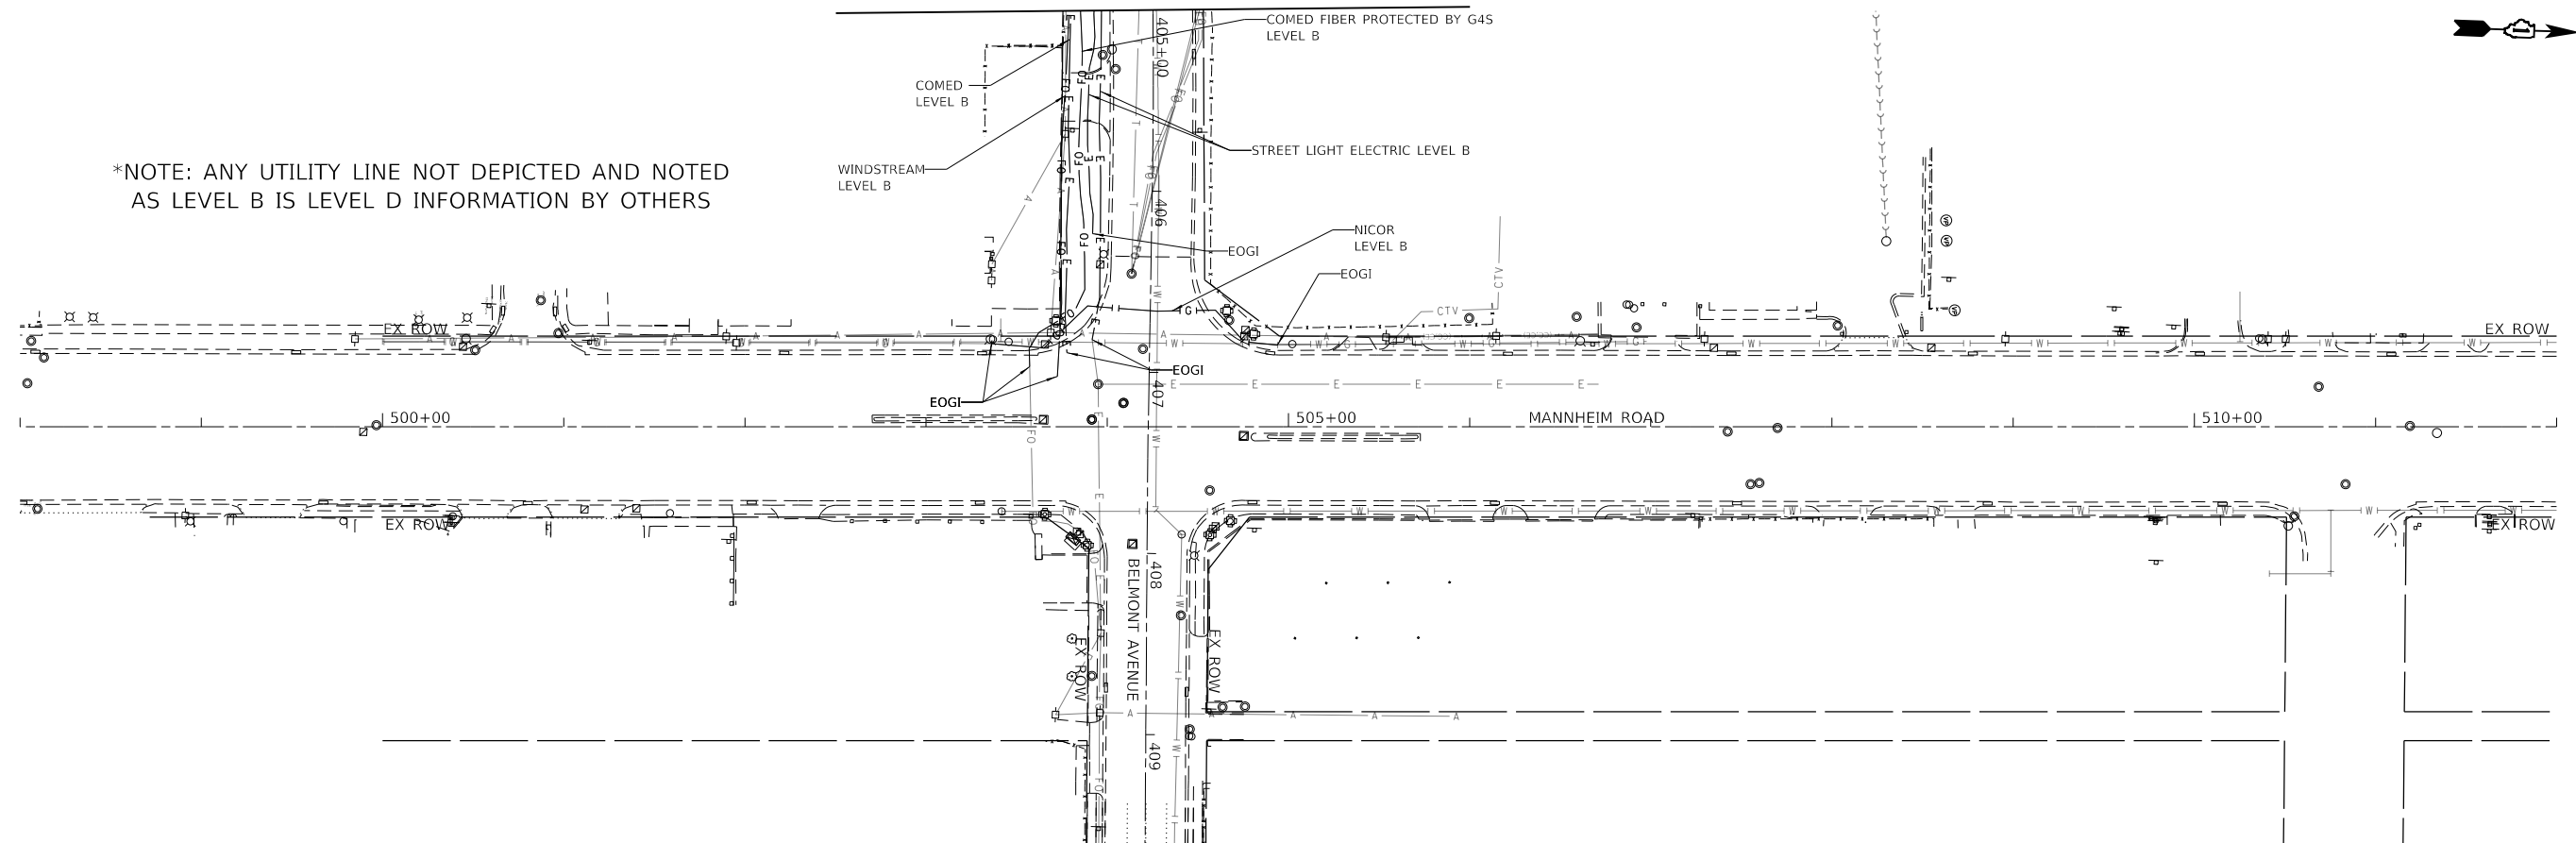 COMED FIBER PROTECTED BY G4S
LEVEL B
405+00
COMED
LEVEL B
STREET LIGHT ELECTRIC LEVEL B
WINDSTREAM
LEVEL B
*NOTE: ANY UTILITY LINE NOT DEPICTED AND NOTED
AS LEVEL B IS LEVEL D INFORMATION BY OTHERS
406
NICOR
LEVEL B
EOGI
EOGI
CTV
CTV
EX ROW
EX ROW
EOGI
EOGI
407
500+00
505+00
MANNHEIM ROAD
510+00
EX ROW
EX ROW
408
BELMONT AVENUE
EX ROW
EX ROW
409